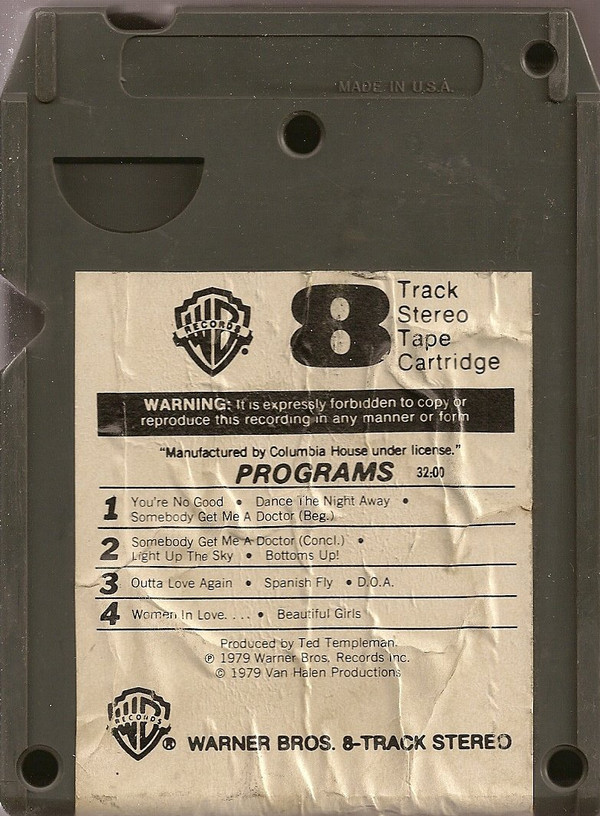 MADE IN U.S.A.
RECORDS
8
Track
Stereo
Tape
Cartridge
WARNING: It is expressly forbidden to copy or
reproduce this recording in any manner or form
"Manufactured by Columbia House under license."
PROGRAMS 32:00
1 You're No Good • Dance The Night Away •
Somebody Get Me A Doctor (Beg.)
2 Somebody Get Me A Doctor (Concl.) •
Light Up The Sky • Bottoms Up!
3 Outta Love Again • Spanish Fly • D.O.A.
4 Women In Love. . . . • Beautiful Girls
Produced by Ted Templeman.
℗ 1979 Warner Bros. Records Inc.
© 1979 Van Halen Productions
RECORDS
® WARNER BROS. 8-TRACK STEREO